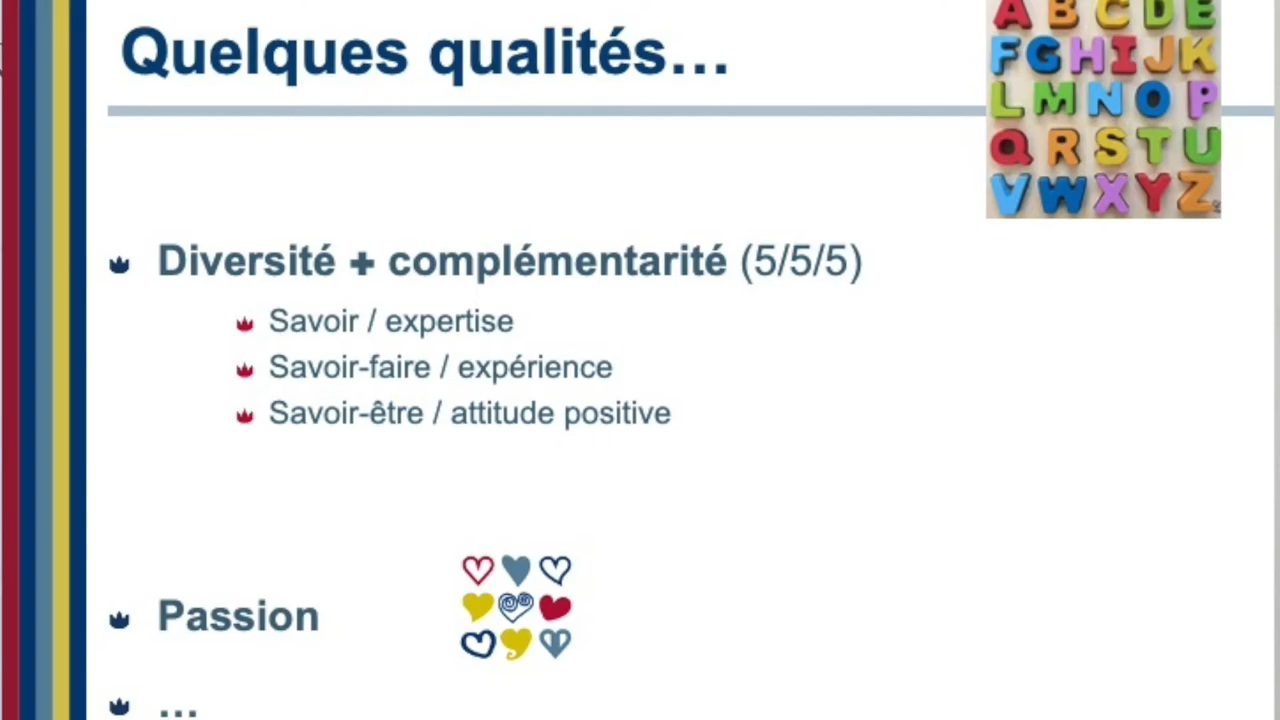 Quelques qualités...
A B C D E
F G H I J K
L M N O P
Q R S T U
V W X Y Z
Diversité + complémentarité (5/5/5)
Savoir / expertise
Savoir-faire / expérience
Savoir-être / attitude positive
Passion
...